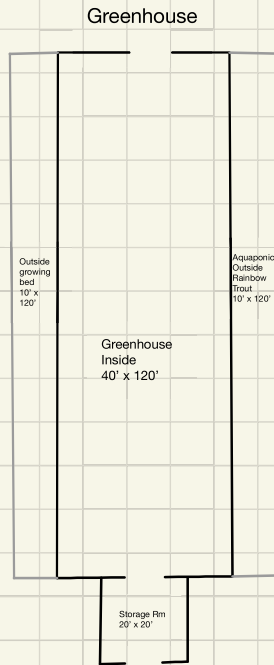 Greenhouse
Outside
growing
bed
10' x
120'
Aquaponic
Outside
Rainbow
Trout
10' x 120'
Greenhouse
Inside
40' x 120'
Storage Rm
20' x 20'